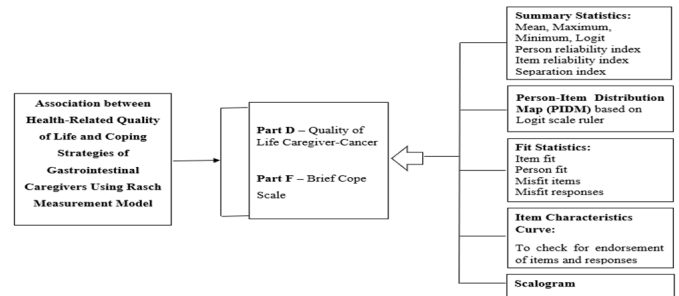 Association between
Health-Related Quality
of Life and Coping
Strategies of
Gastrointestinal
Caregivers Using Rasch
Measurement Model
Part D – Quality of
Life Caregiver-Cancer
Part F – Brief Cope
Scale
Summary Statistics:
Mean, Maximum,
Minimum, Logit
Person reliability index
Item reliability index
Separation index
Person-Item Distribution
Map (PIDM) based on
Logit scale ruler
Fit Statistics:
Item fit
Person fit
Misfit items
Misfit responses
Item Characteristics
Curve:
To check for endorsement
of items and responses
Scalogram